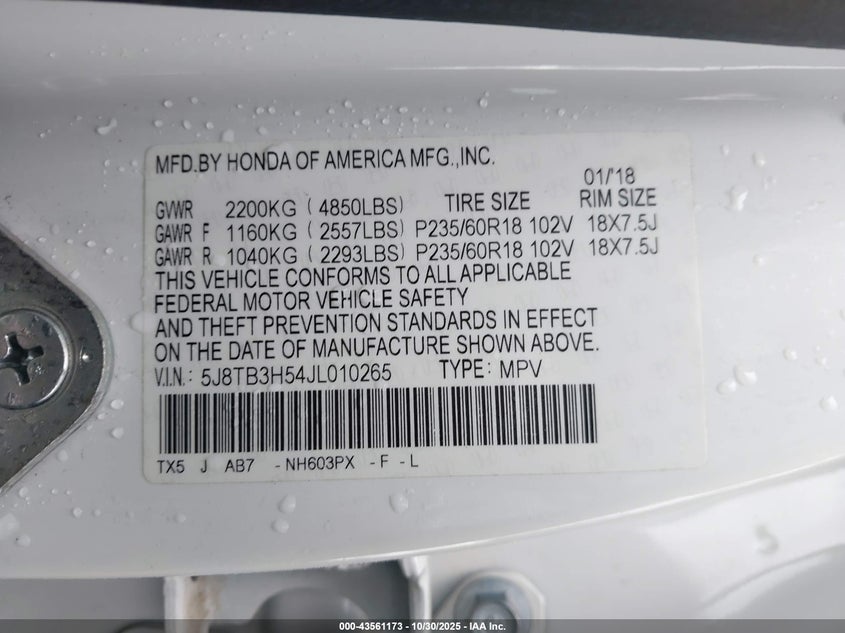 MFD.BY HONDA OF AMERICA MFG.,INC.
01/'18
GVWR 2200KG (4850LBS) TIRE SIZE RIM SIZE
GAWR F 1160KG (2557LBS) P235/60R18 102V 18X7.5J
GAWR R 1040KG (2293LBS) P235/60R18 102V 18X7.5J
THIS VEHICLE CONFORMS TO ALL APPLICABLE
FEDERAL MOTOR VEHICLE SAFETY
AND THEFT PREVENTION STANDARDS IN EFFECT
ON THE DATE OF MANUFACTURE SHOWN ABOVE.
V.I.N.: 5J8TB3H54JL010265 TYPE: MPV
TX5 J AB7 -NH603PX -F -L
000-43561173 - 10/30/2025 - IAA Inc.